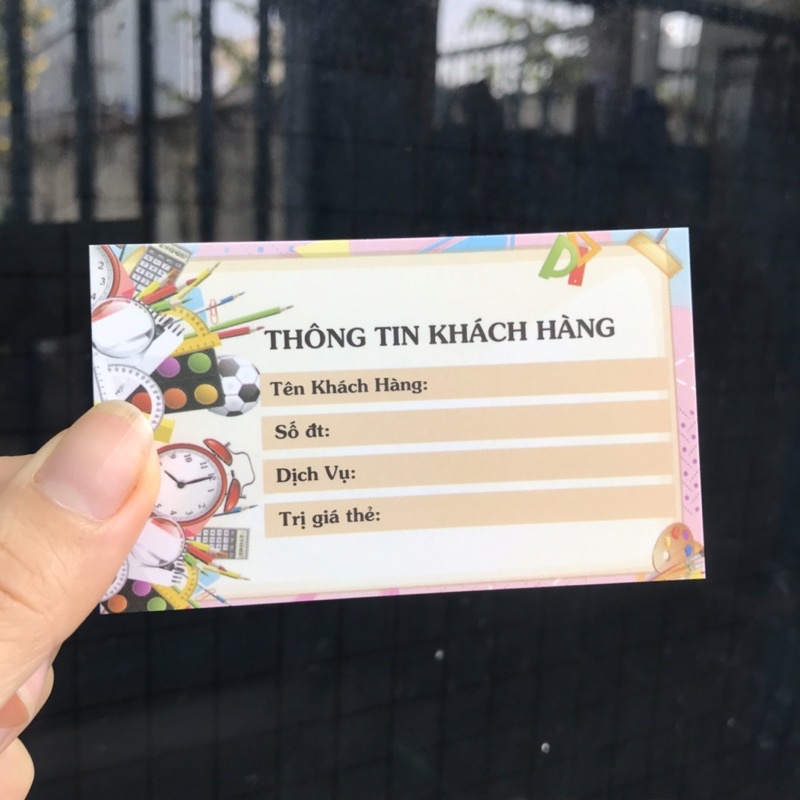 THÔNG TIN KHÁCH HÀNG
Tên Khách Hàng:
Số đt:
Dịch Vụ:
Trị giá thẻ: